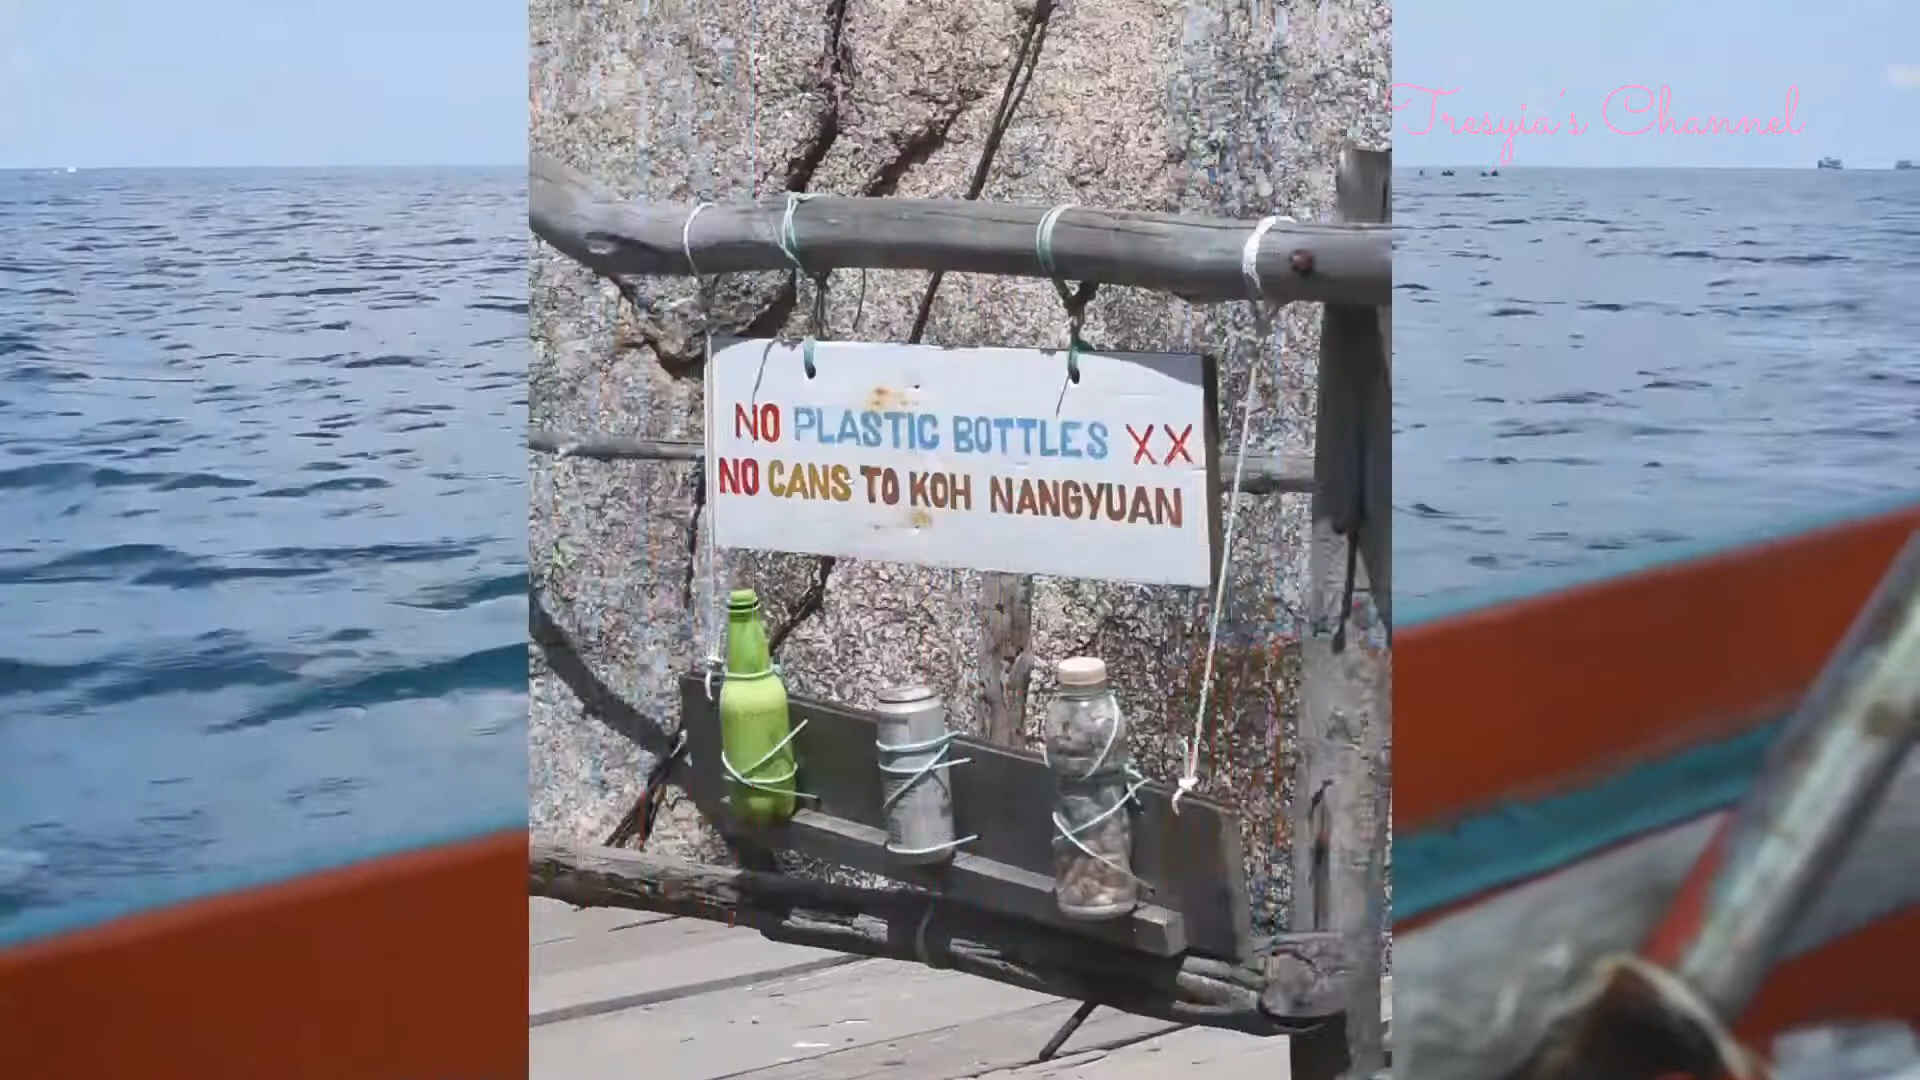 Tresyia's Channel
NO PLASTIC BOTTLES XX
NO CANS TO KOH NANGYUAN